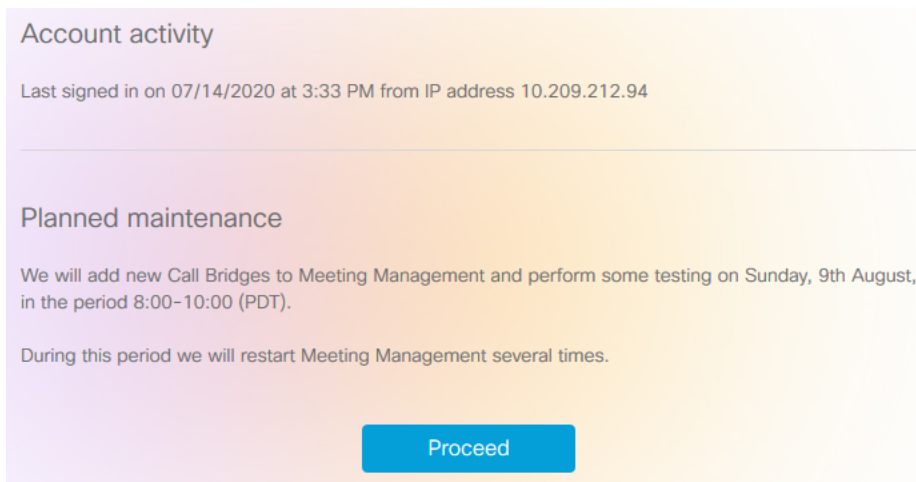 Account activity
Last signed in on 07/14/2020 at 3:33 PM from IP address 10.209.212.94
Planned maintenance
We will add new Call Bridges to Meeting Management and perform some testing on Sunday, 9th August,
in the period 8:00-10:00 (PDT).
During this period we will restart Meeting Management several times.
Proceed